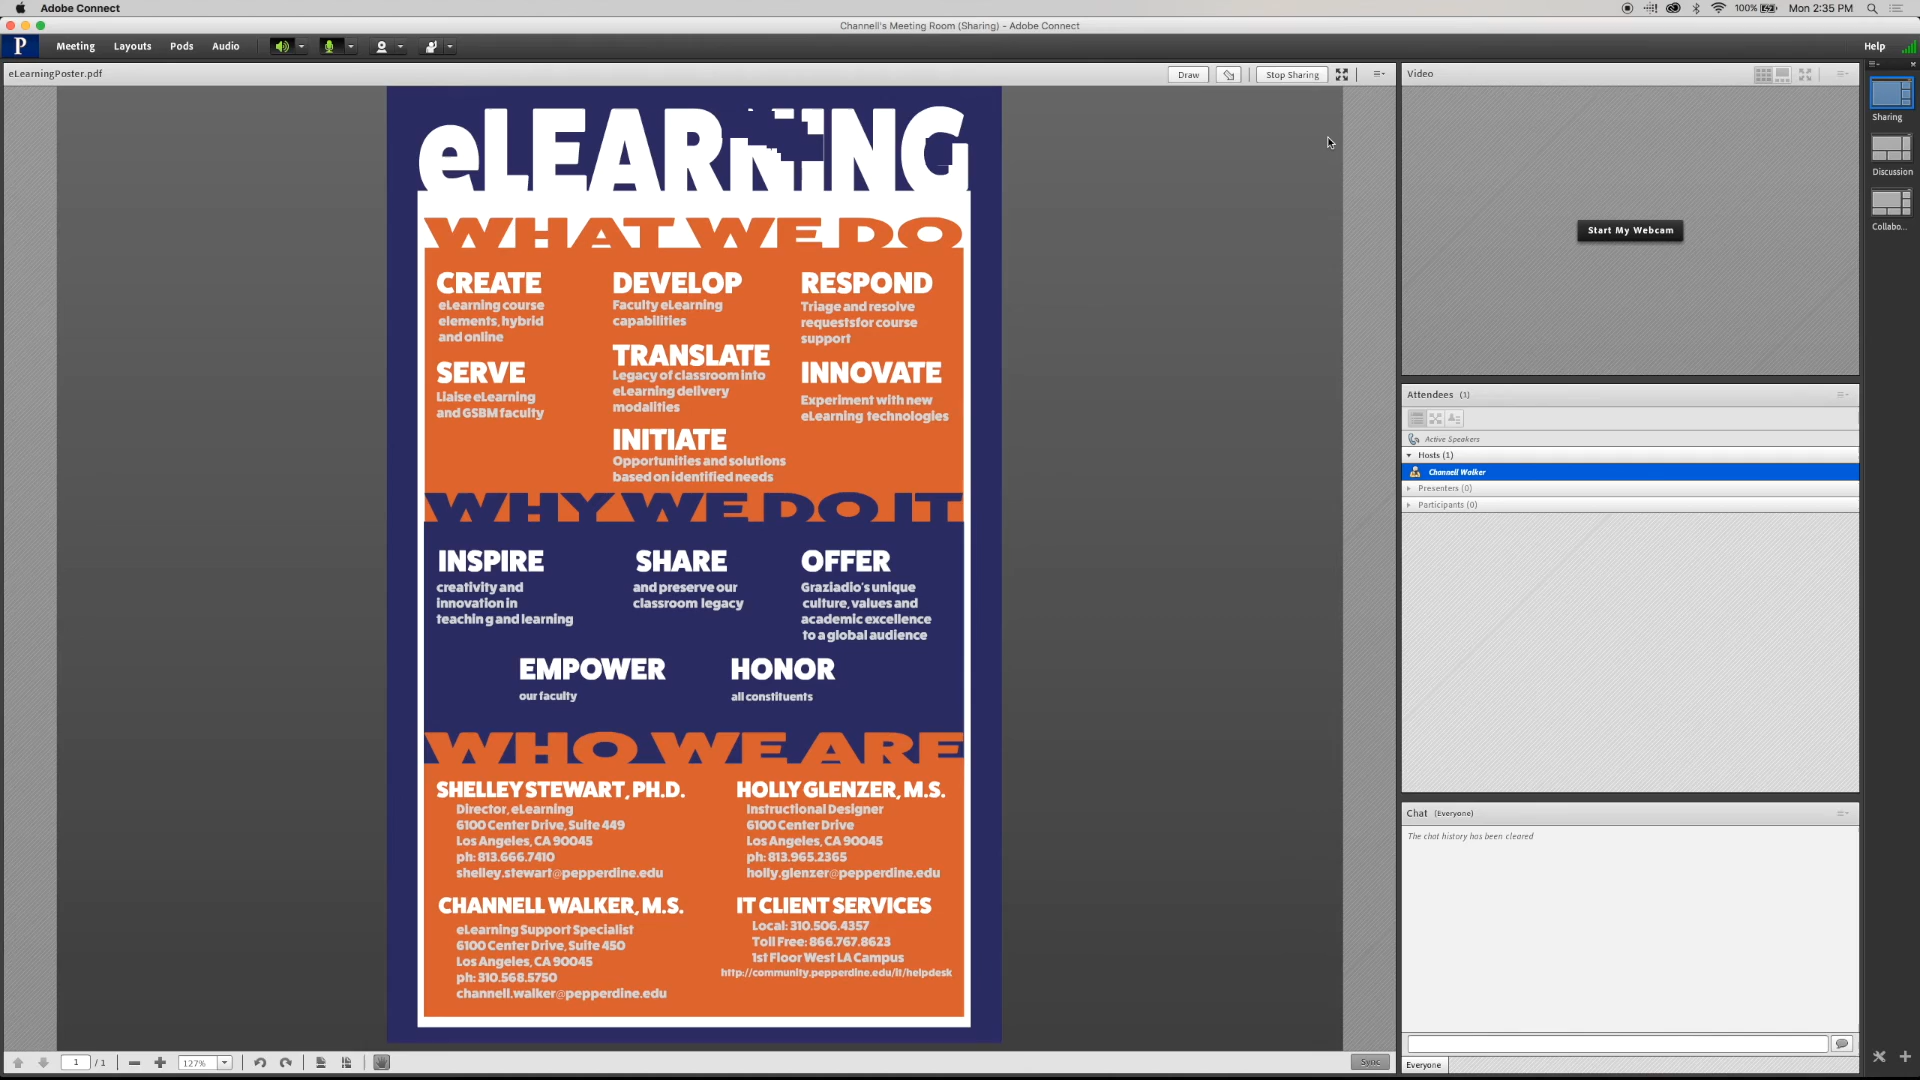 Adobe Connect
100%
Mon 2:35 PM
Channell's Meeting Room (Sharing) - Adobe Connect
P
Meeting
Layouts
Pods
Audio
Help
eLearningPoster.pdf
Draw
Stop Sharing
Video
Sharing
Discussion
Collabo...
Start My Webcam
eLEARNING
WHAT WE DO
CREATE
eLearning course
elements, hybrid
and online
DEVELOP
Faculty eLearning
capabilities
RESPOND
Triage and resolve
requestsfor course
support
SERVE
Liaise eLearning
and GSBM faculty
TRANSLATE
Legacy of classroom into
eLearning delivery
modalities
INNOVATE
Experiment with new
eLearning technologies
INITIATE
Opportunities and solutions
based on identified needs
WHY WE DO IT
INSPIRE
creativity and
innovation in
teaching and learning
SHARE
and preserve our
classroom legacy
OFFER
Graziadio's unique
culture, values and
academic excellence
to a global audience
EMPOWER
our faculty
HONOR
all constituents
WHO WE ARE
SHELLEY STEWART, PH.D.
Director, eLearning
6100 Center Drive, Suite 449
Los Angeles, CA 90045
ph: 813.666.7410
shelley.stewart@pepperdine.edu
HOLLY GLENZER, M.S.
Instructional Designer
6100 Center Drive
Los Angeles, CA 90045
ph: 813.965.2365
holly.glenzer@pepperdine.edu
CHANNELL WALKER, M.S.
eLearning Support Specialist
6100 Center Drive, Suite 450
Los Angeles, CA 90045
ph: 310.568.5750
channell.walker@pepperdine.edu
IT CLIENT SERVICES
Local: 310.506.4357
Toll Free: 866.767.8623
1st Floor West LA Campus
http://community.pepperdine.edu/it/helpdesk
Attendees (1)
Active Speakers
Hosts (1)
Channell Walker
Presenters (0)
Participants (0)
Chat (Everyone)
The chat history has been cleared
Everyone
1 / 1
127%
Sync